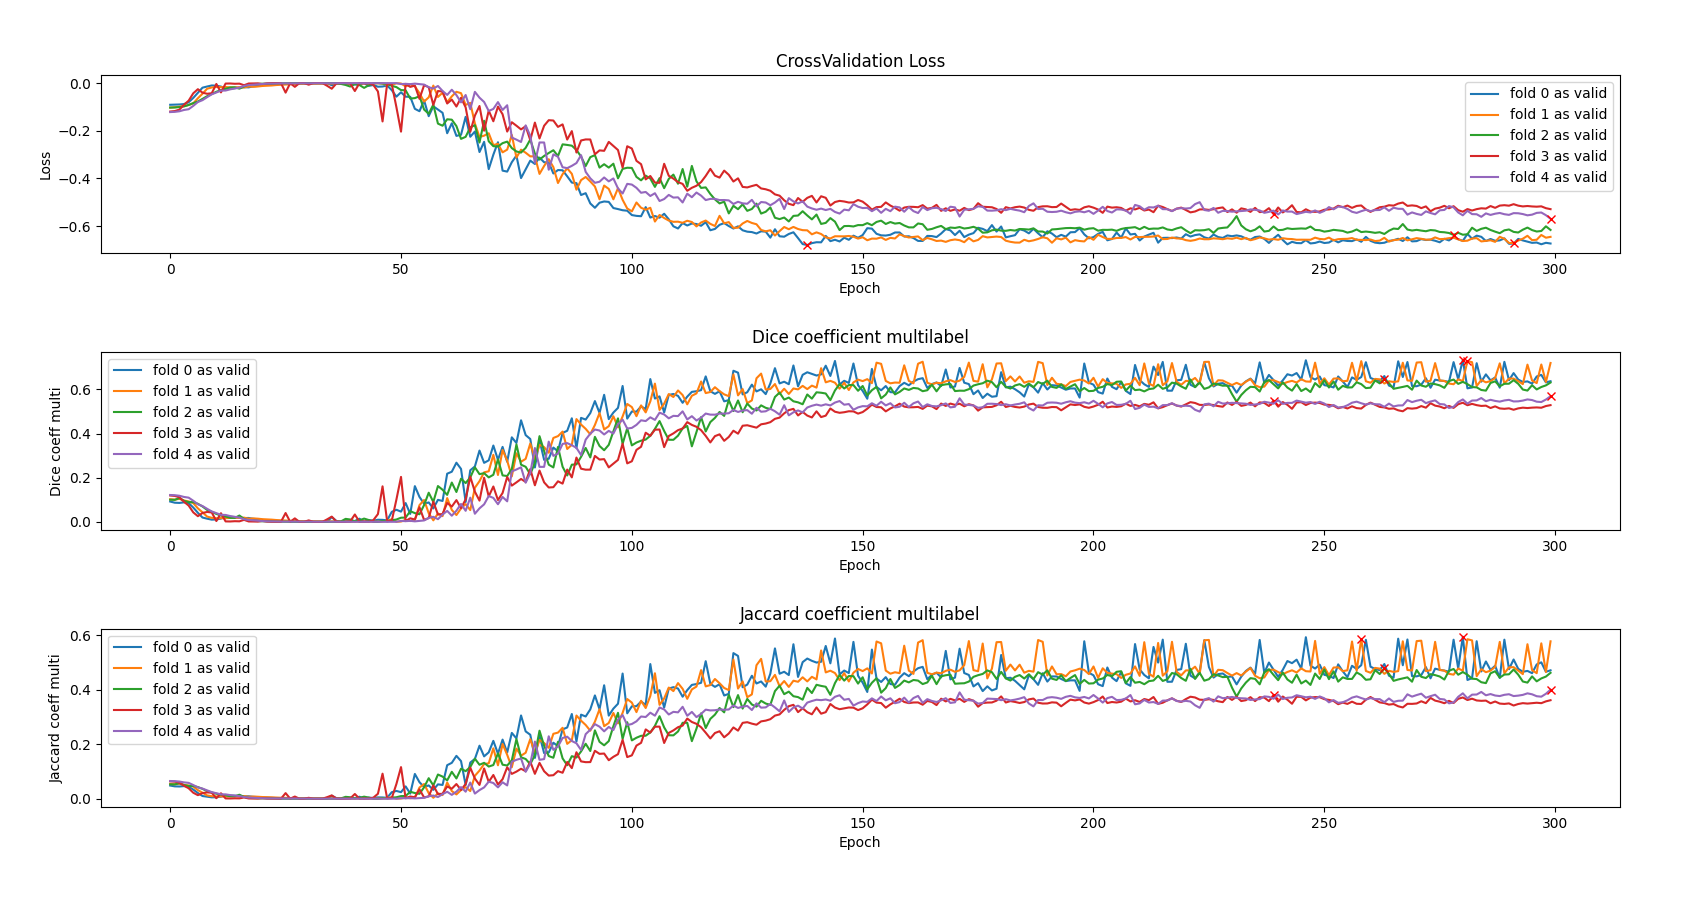 CrossValidation Loss
0.0
−0.2
−0.4
−0.6
Loss
fold 0 as valid
fold 1 as valid
fold 2 as valid
fold 3 as valid
fold 4 as valid
0 50 100 150 200 250 300
Epoch
Dice coefficient multilabel
0.6
0.4
0.2
0.0
Dice coeff multi
fold 0 as valid
fold 1 as valid
fold 2 as valid
fold 3 as valid
fold 4 as valid
0 50 100 150 200 250 300
Epoch
Jaccard coefficient multilabel
0.6
0.4
0.2
0.0
Jaccard coeff multi
fold 0 as valid
fold 1 as valid
fold 2 as valid
fold 3 as valid
fold 4 as valid
0 50 100 150 200 250 300
Epoch